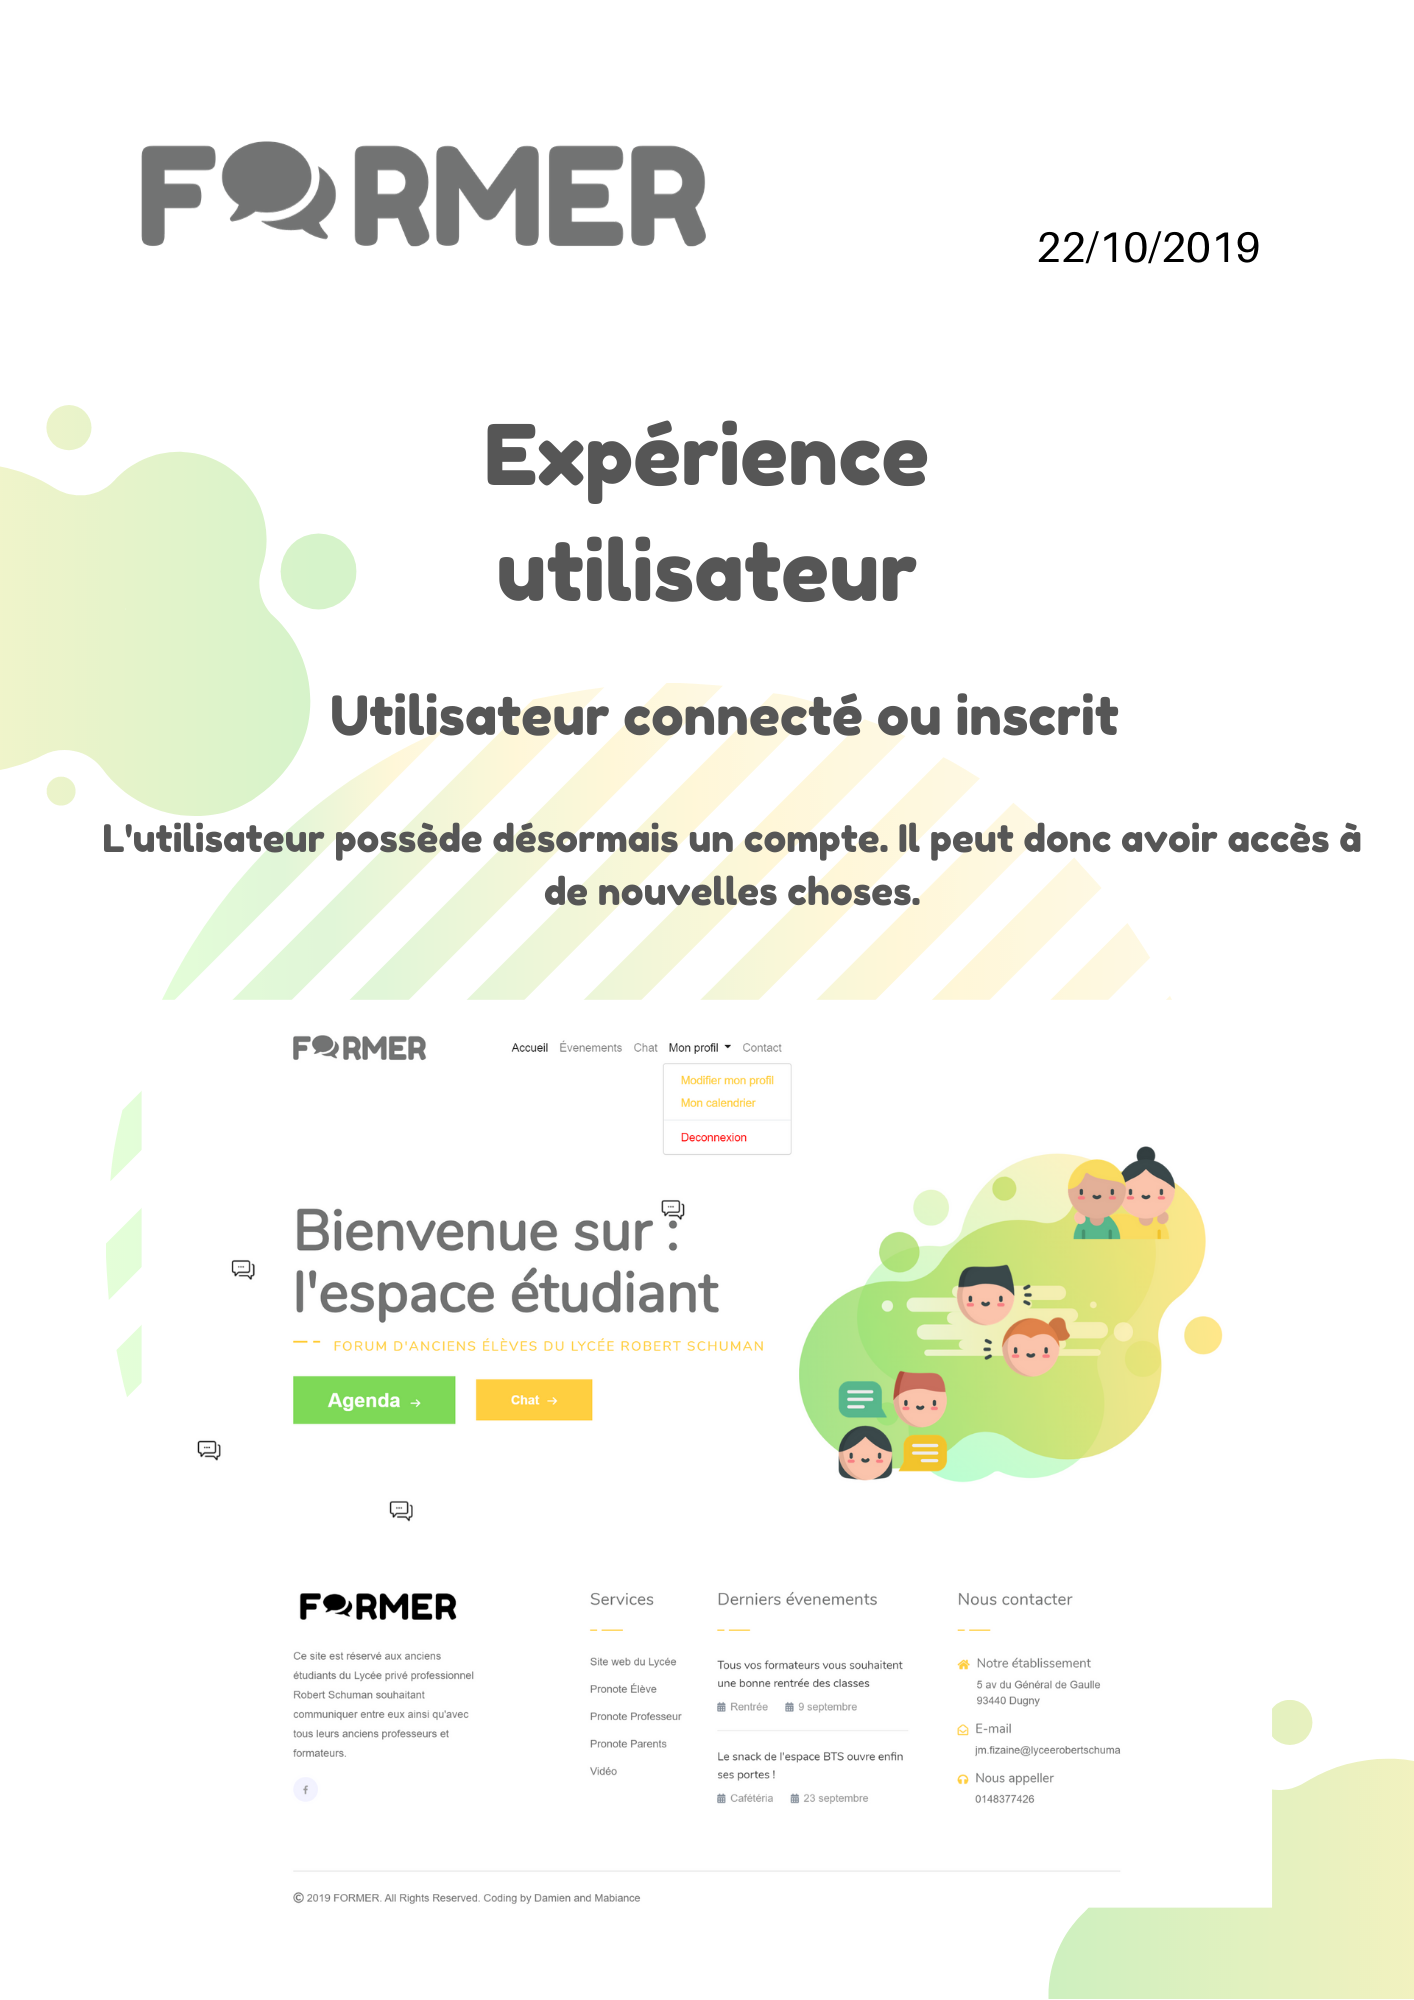 FORMER
22/10/2019
Expérience
utilisateur
Utilisateur connecté ou inscrit
L'utilisateur possède désormais un compte. Il peut donc avoir accès à
de nouvelles choses.
FORMER
Accueil Évenements Chat Mon profil Contact
Modifier mon profil
Mon calendrier
Deconnexion
Bienvenue sur :
l'espace étudiant
FORUM D'ANCIENS ÉLÈVES DU LYCÉE ROBERT SCHUMAN
Agenda → Chat →
FORMER
Ce site est réservé aux anciens
étudiants du Lycée privé professionnel
Robert Schuman souhaitant
communiquer entre eux ainsi qu'avec
tous leurs anciens professeurs et
formateurs.
Services
Site web du Lycée
Pronote Élève
Pronote Professeur
Pronote Parents
Vidéo
Derniers évenements
Tous vos formateurs vous souhaitent
une bonne rentrée des classes
Rentrée 9 septembre
Le snack de l'espace BTS ouvre enfin
ses portes !
Cafétéria 23 septembre
Nous contacter
Notre établissement
5 av du Général de Gaulle
93440 Dugny
E-mail
jm.fizaine@lyceerobertschuma
Nous appeller
0148377426
© 2019 FORMER. All Rights Reserved. Coding by Damien and Mabiance